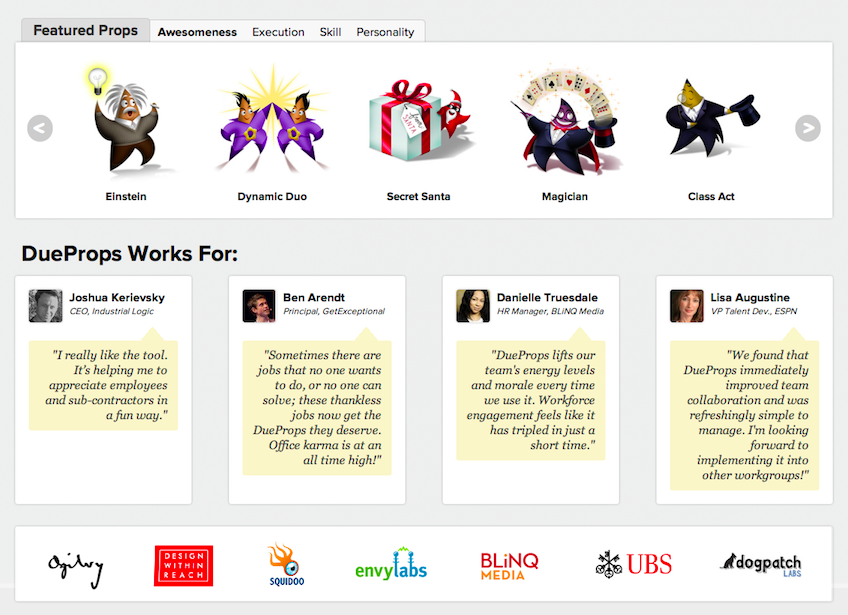 Featured Props Awesomeness Execution Skill Personality
<
>
Einstein Dynamic Duo Secret Santa Magician Class Act
DueProps Works For:
Joshua Kerievsky
CEO, Industrial Logic
"I really like the tool.
It's helping me to
appreciate employees
and sub-contractors in
a fun way."
Ben Arendt
Principal, GetExceptional
"Sometimes there are
jobs that no one wants
to do, or no one can
solve; these thankless
jobs now get the
DueProps they deserve.
Office karma is at an
all time high!"
Danielle Truesdale
HR Manager, BLiNQ Media
"DueProps lifts our
team's energy levels
and morale every time
we use it. Workforce
engagement feels like it
has tripled in just a
short time."
Lisa Augustine
VP Talent Dev., ESPN
"We found that
DueProps immediately
improved team
collaboration and was
refreshingly simple to
manage. I'm looking
forward to
implementing it into
other workgroups!"
Ogilvy
DESIGN
WITHIN
REACH
SQUIDOO
envylabs
BLiNQ
MEDIA
UBS
dogpatch
LABS